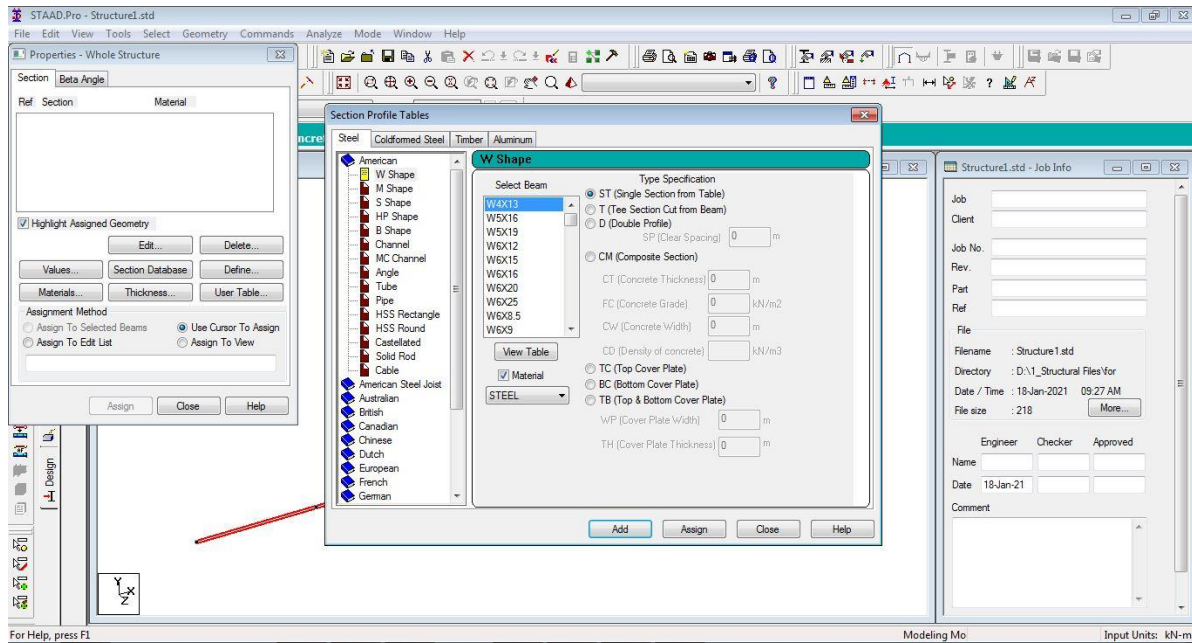 STAAD.Pro - Structure1.std
File Edit View Tools Select Geometry Commands Analyze Mode Window Help
Properties - Whole Structure
Section Beta Angle
Ref Section Material
Highlight Assigned Geometry
Edit... Delete...
Values... Section Database Define...
Materials... Thickness... User Table...
Assignment Method
Assign To Selected Beams Use Cursor To Assign
Assign To Edit List Assign To View
Assign Close Help
Design
ncre
Section Profile Tables
Steel Coldformed Steel Timber Aluminum
American
W Shape
M Shape
S Shape
HP Shape
B Shape
Channel
MC Channel
Angle
Tube
Pipe
HSS Rectangle
HSS Round
Castellated
Solid Rod
Cable
American Steel Joist
Australian
British
Canadian
Chinese
Dutch
European
French
German
W Shape
Select Beam
W4X13
W5X16
W5X19
W6X12
W6X15
W6X16
W6X20
W6X25
W6X8.5
W6X9
View Table
Material
STEEL
Type Specification
ST (Single Section from Table)
T (Tee Section Cut from Beam)
D (Double Profile)
SP (Clear Spacing) 0 m
CM (Composite Section)
CT (Concrete Thickness) 0 m
FC (Concrete Grade) 0 kN/m2
CW (Concrete Width) 0 m
CD (Density of concrete) kN/m3
TC (Top Cover Plate)
BC (Bottom Cover Plate)
TB (Top & Bottom Cover Plate)
WP (Cover Plate Width) 0 m
TH (Cover Plate Thickness) 0 m
Add Assign Close Help
Structure1.std - Job Info
Job
Client
Job No.
Rev.
Part
Ref
File
Filename : Structure1.std
Directory : D:\1_Structural Files\for
Date / Time : 18-Jan-2021 09:27 AM
File size : 218 More...
Engineer Checker Approved
Name
Date 18-Jan-21
Comment
Y
X
Z
For Help, press F1 Modeling Mo Input Units: kN-m